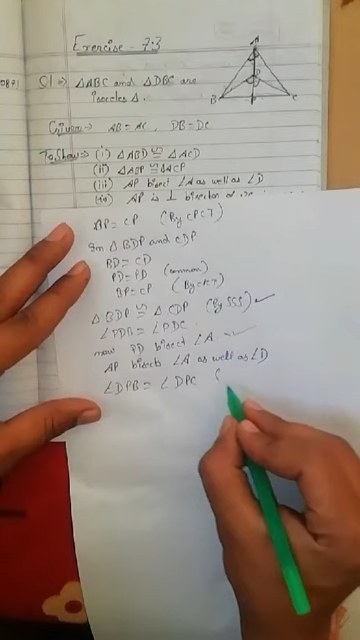 Exercise - 7.3
Q1 → △ABC and △DBC are
isosceles △.
Given → AB = AC, DB = DC
To Show → (i) △ABD ≅ △ACD
(ii) △ABP ≅ △ACP
(iii) AP bisect ∠A as well as ∠D
(iv) AP is ⊥ bisector of
A
D
B
P
C
BP = CP (By CPCT)
In △BDP and CDP
BD = CD
PD = PD (common)
BP = CP (By CPCT)
△BDP ≅ △CDP (By SSS) ✓
∠PDB = ∠PDC
now PD bisect ∠A ✓
AP bisects ∠A as well as ∠D
∠DPB = ∠DPC (